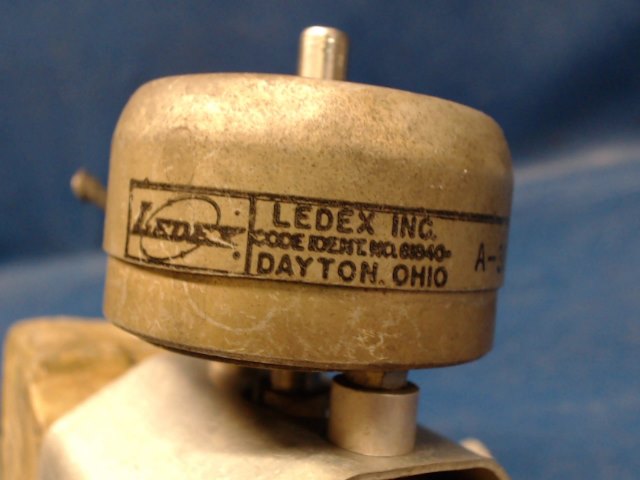 LEDEX
LEDEX INC.
CODE IDENT. NO. 81840-
DAYTON, OHIO
A-